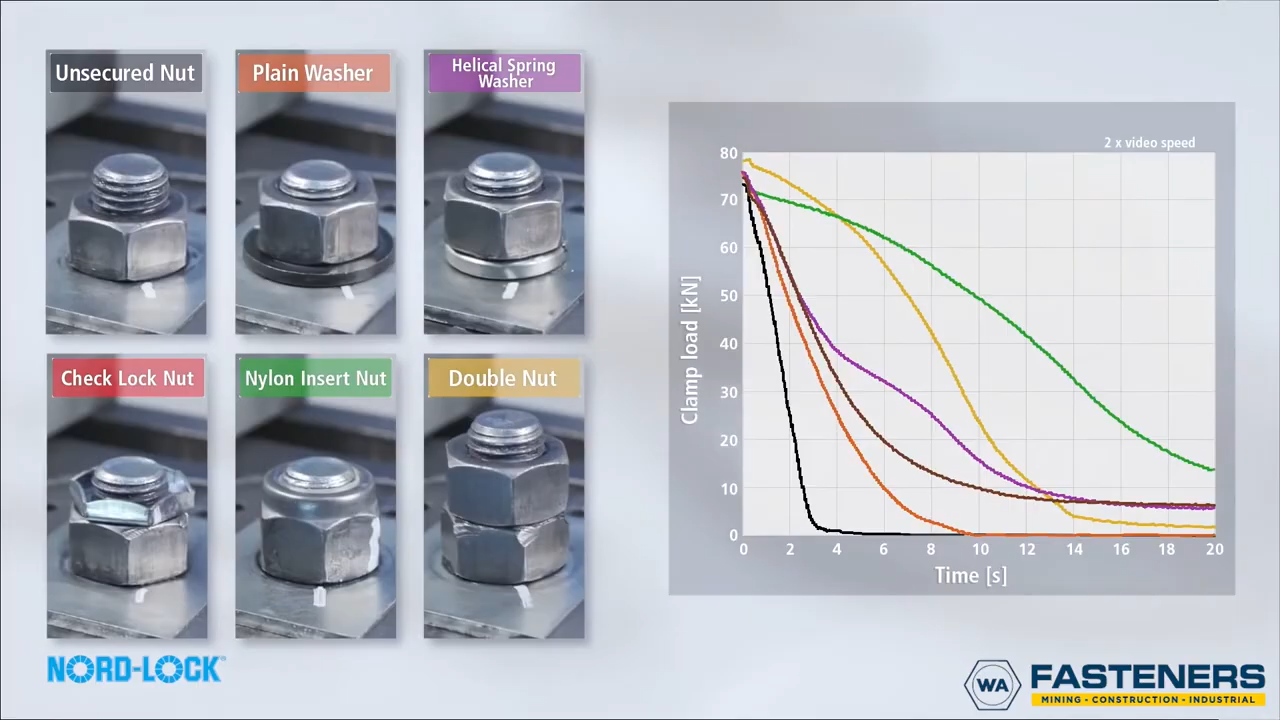 Unsecured Nut
Plain Washer
Helical Spring
Washer
Check Lock Nut
Nylon Insert Nut
Double Nut
2 x video speed
Clamp load [kN]
80
70
60
50
40
30
20
10
0
0 2 4 6 8 10 12 14 16 18 20
Time [s]
NORD-LOCK
WA
FASTENERS
MINING - CONSTRUCTION - INDUSTRIAL